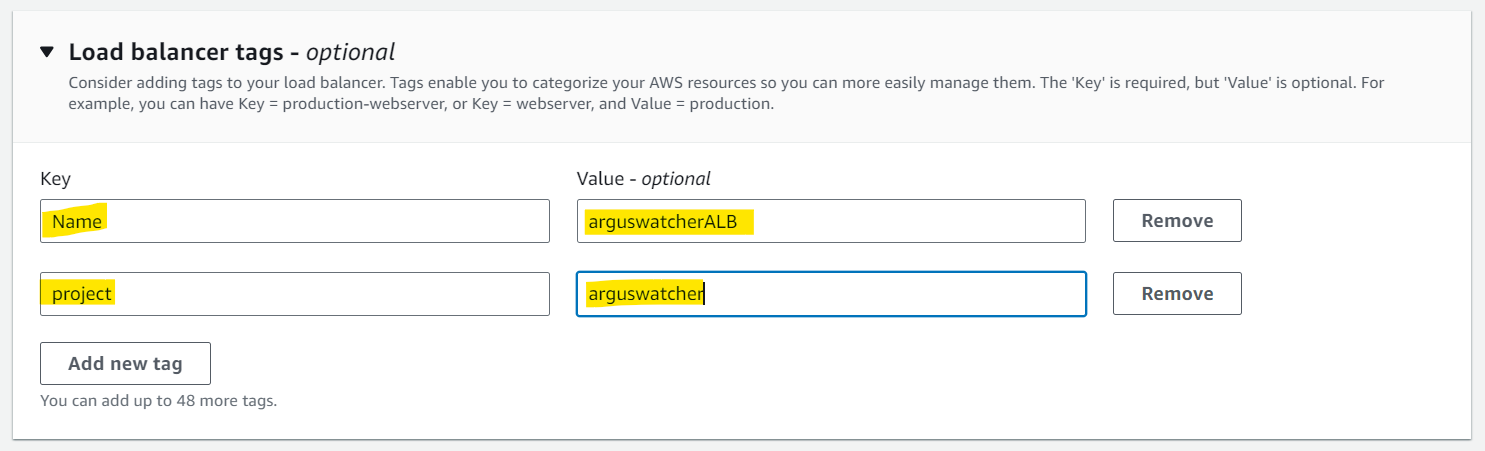 Load balancer tags - optional
Consider adding tags to your load balancer. Tags enable you to categorize your AWS resources so you can more easily manage them. The 'Key' is required, but 'Value' is optional. For
example, you can have Key = production-webserver, or Key = webserver, and Value = production.
Key
Value - optional
Name
arguswatcherALB
Remove
project
arguswatcher
Remove
Add new tag
You can add up to 48 more tags.